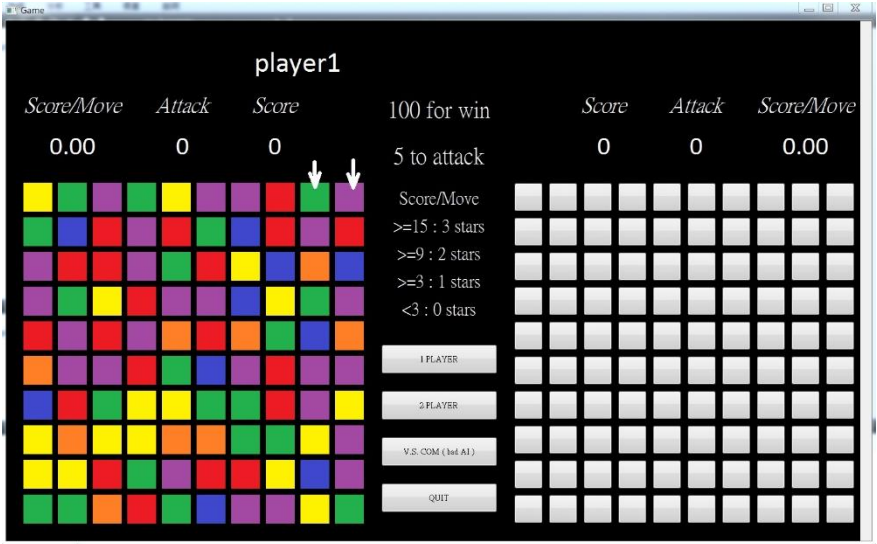 Game
player1
Score/Move Attack Score
0.00 0 0
100 for win
5 to attack
Score/Move
>=15 : 3 stars
>=9 : 2 stars
>=3 : 1 stars
<3 : 0 stars
1 PLAYER
2 PLAYER
V.S. COM ( bad AI )
QUIT
Score Attack Score/Move
0 0 0.00